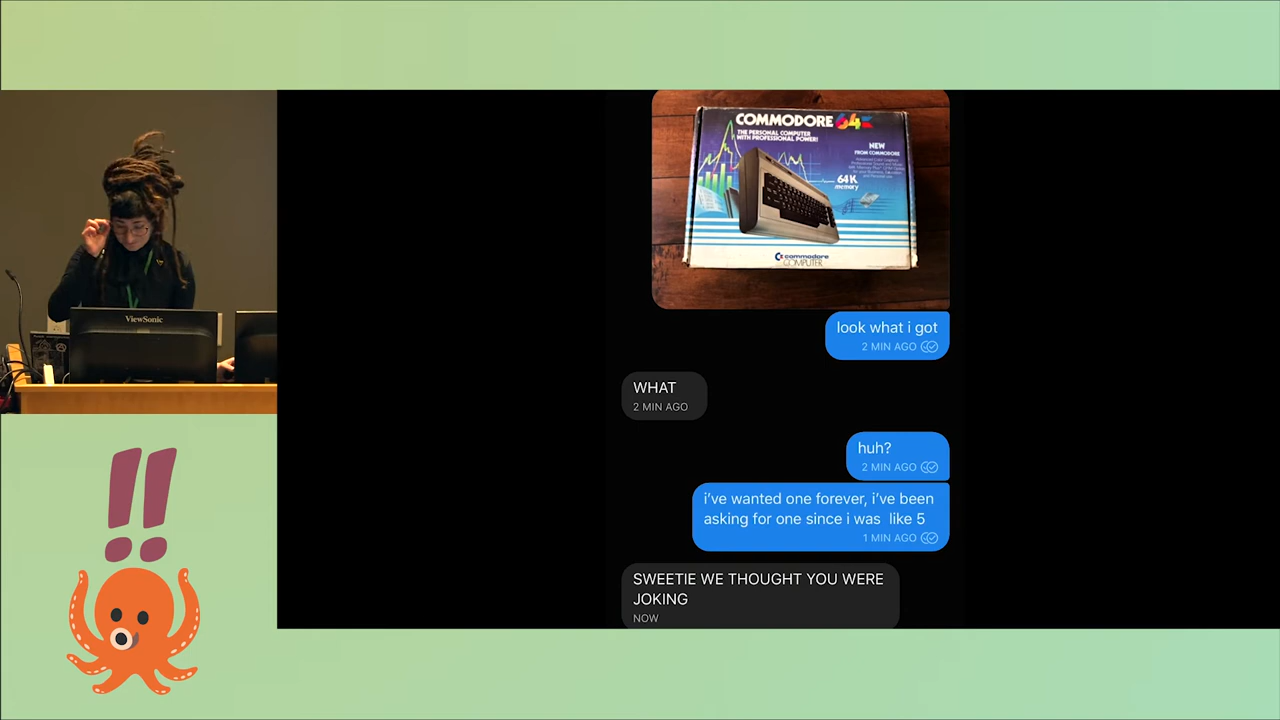 COMMODORE 64
THE PERSONAL COMPUTER
WITH PROFESSIONAL POWER!
NEW
FROM COMMODORE
64K
memory
commodore
COMPUTER
look what i got
2 MIN AGO
WHAT
2 MIN AGO
huh?
2 MIN AGO
i've wanted one forever, i've been
asking for one since i was like 5
1 MIN AGO
SWEETIE WE THOUGHT YOU WERE
JOKING
NOW
ViewSonic
!!